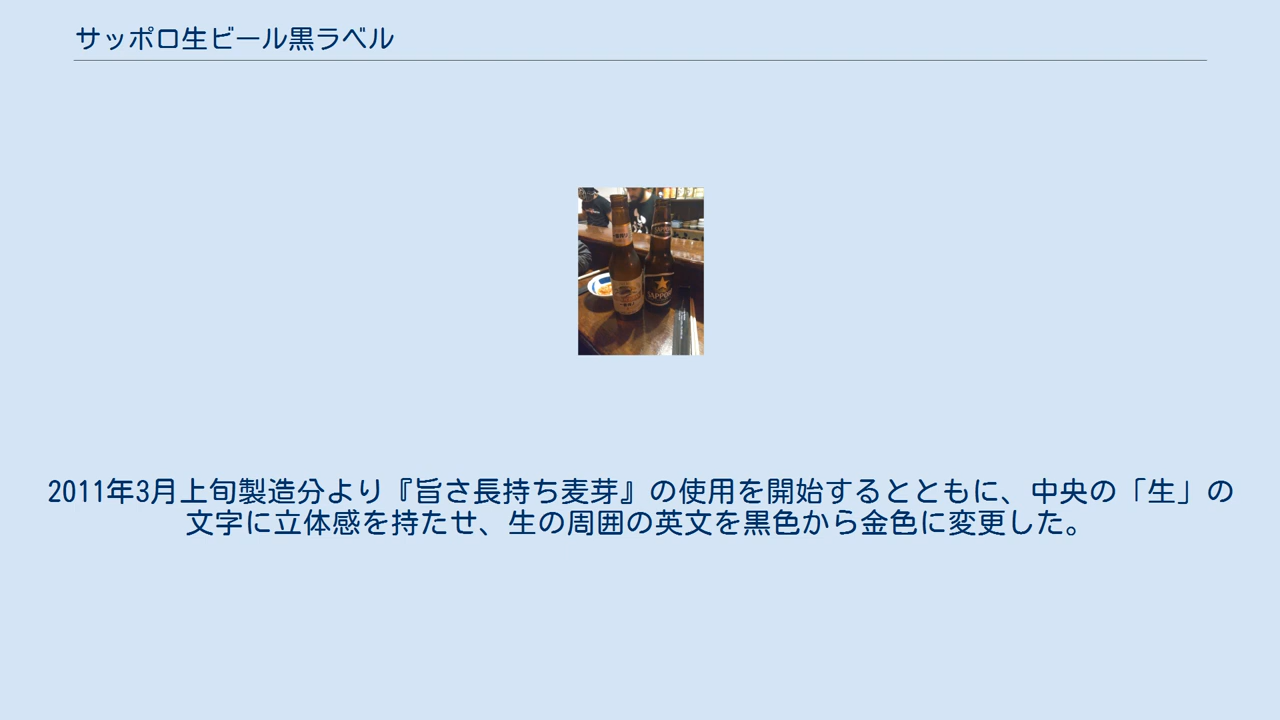 サッポロ生ビール黒ラベル
SAPPORO
2011年3月上旬製造分より『旨さ長持ち麦芽』の使用を開始するとともに、中央の「生」の
文字に立体感を持たせ、生の周囲の英文を黒色から金色に変更した。